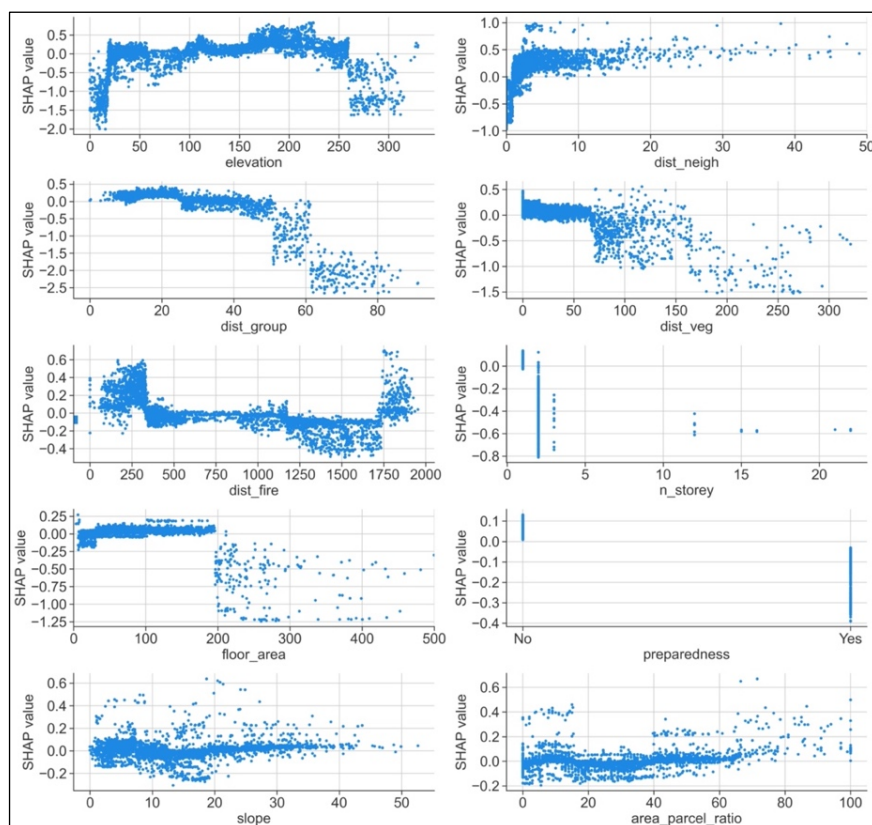 SHAP value
0.5
0.0
−0.5
−1.0
−1.5
−2.0
0 50 100 150 200 250 300
elevation
SHAP value
1.0
0.5
0.0
−0.5
−1.0
0 10 20 30 40 50
dist_neigh
SHAP value
0.5
0.0
−0.5
−1.0
−1.5
−2.0
−2.5
0 20 40 60 80
dist_group
SHAP value
0.5
0.0
−0.5
−1.0
−1.5
0 50 100 150 200 250 300
dist_veg
SHAP value
0.6
0.4
0.2
0.0
−0.2
−0.4
0 250 500 750 1000 1250 1500 1750 2000
dist_fire
SHAP value
0.0
−0.2
−0.4
−0.6
−0.8
5 10 15 20
n_storey
SHAP value
0.25
0.00
−0.25
−0.50
−0.75
−1.00
−1.25
0 100 200 300 400 500
floor_area
SHAP value
0.1
0.0
−0.1
−0.2
−0.3
−0.4
No Yes
preparedness
SHAP value
0.6
0.4
0.2
0.0
−0.2
0 10 20 30 40 50
slope
SHAP value
0.6
0.4
0.2
0.0
−0.2
0 20 40 60 80 100
area_parcel_ratio